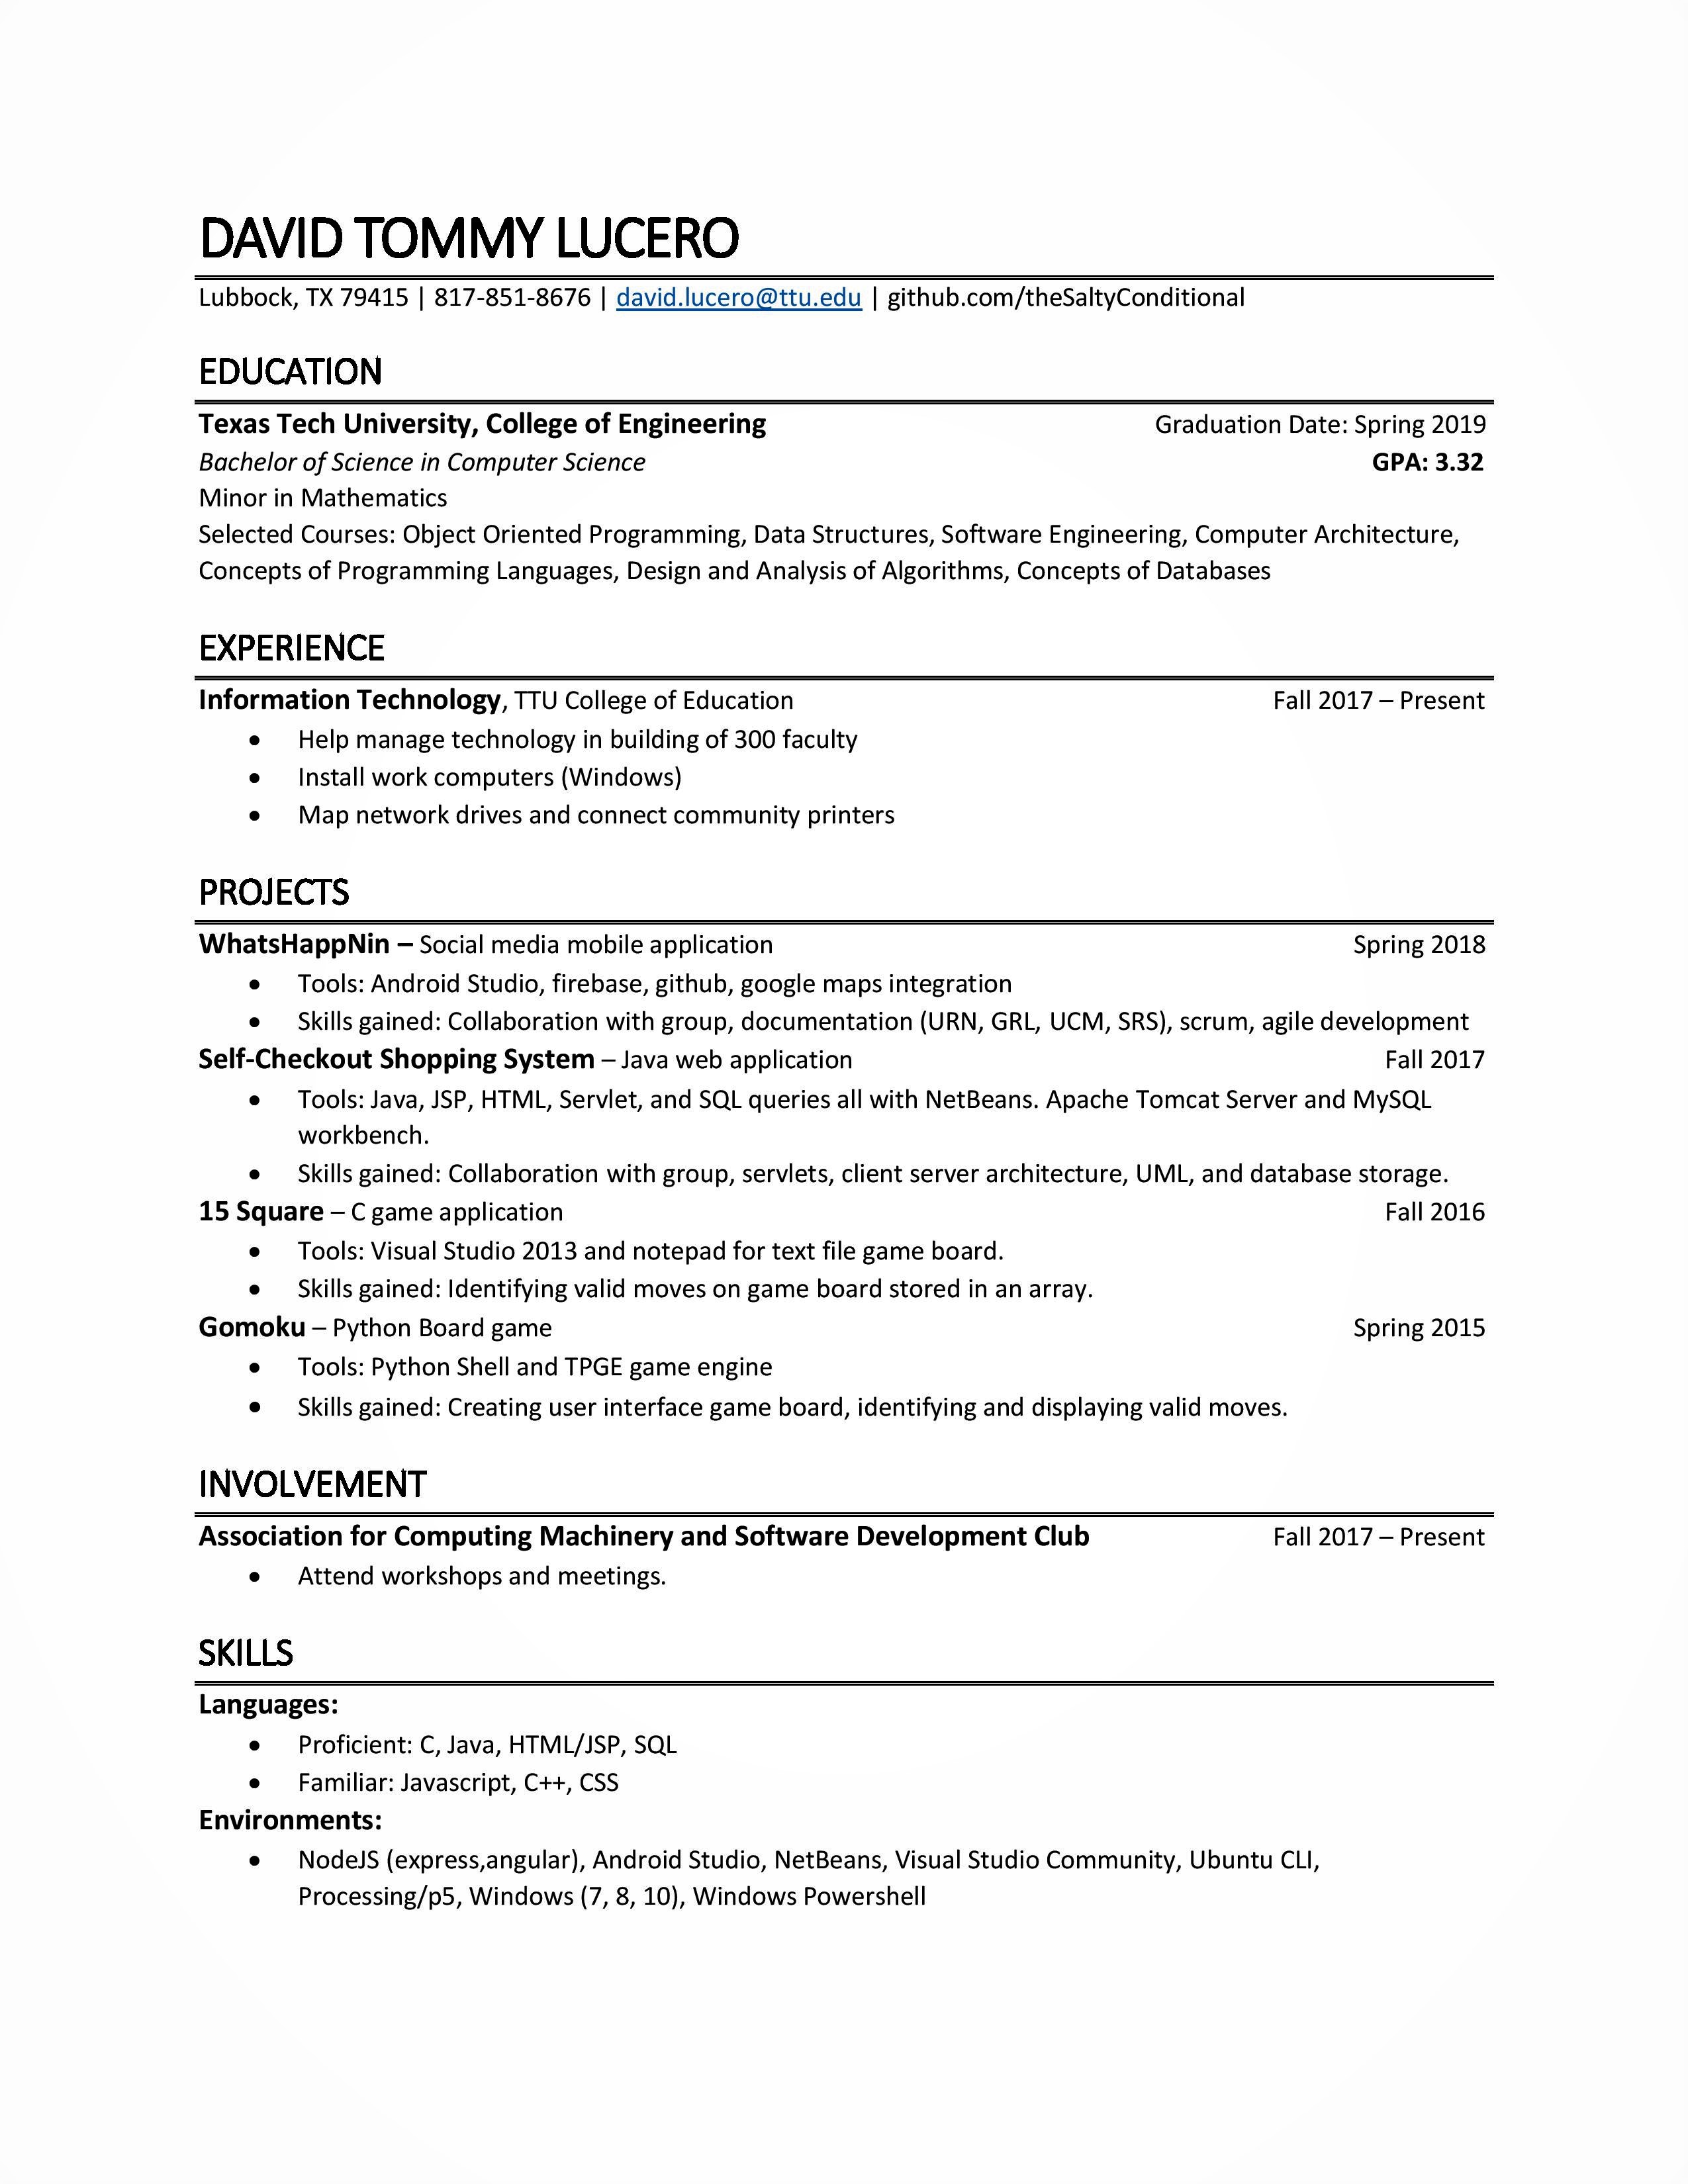 DAVID TOMMY LUCERO
Lubbock, TX 79415 | 817-851-8676 | david.lucero@ttu.edu | github.com/theSaltyConditional
EDUCATION
Texas Tech University, College of Engineering Graduation Date: Spring 2019
Bachelor of Science in Computer Science GPA: 3.32
Minor in Mathematics
Selected Courses: Object Oriented Programming, Data Structures, Software Engineering, Computer Architecture,
Concepts of Programming Languages, Design and Analysis of Algorithms, Concepts of Databases
EXPERIENCE
Information Technology, TTU College of Education Fall 2017 – Present
• Help manage technology in building of 300 faculty
• Install work computers (Windows)
• Map network drives and connect community printers
PROJECTS
WhatsHappNin – Social media mobile application Spring 2018
• Tools: Android Studio, firebase, github, google maps integration
• Skills gained: Collaboration with group, documentation (URN, GRL, UCM, SRS), scrum, agile development
Self-Checkout Shopping System – Java web application Fall 2017
• Tools: Java, JSP, HTML, Servlet, and SQL queries all with NetBeans. Apache Tomcat Server and MySQL
workbench.
• Skills gained: Collaboration with group, servlets, client server architecture, UML, and database storage.
15 Square – C game application Fall 2016
• Tools: Visual Studio 2013 and notepad for text file game board.
• Skills gained: Identifying valid moves on game board stored in an array.
Gomoku – Python Board game Spring 2015
• Tools: Python Shell and TPGE game engine
• Skills gained: Creating user interface game board, identifying and displaying valid moves.
INVOLVEMENT
Association for Computing Machinery and Software Development Club Fall 2017 – Present
• Attend workshops and meetings.
SKILLS
Languages:
• Proficient: C, Java, HTML/JSP, SQL
• Familiar: Javascript, C++, CSS
Environments:
• NodeJS (express,angular), Android Studio, NetBeans, Visual Studio Community, Ubuntu CLI,
Processing/p5, Windows (7, 8, 10), Windows Powershell